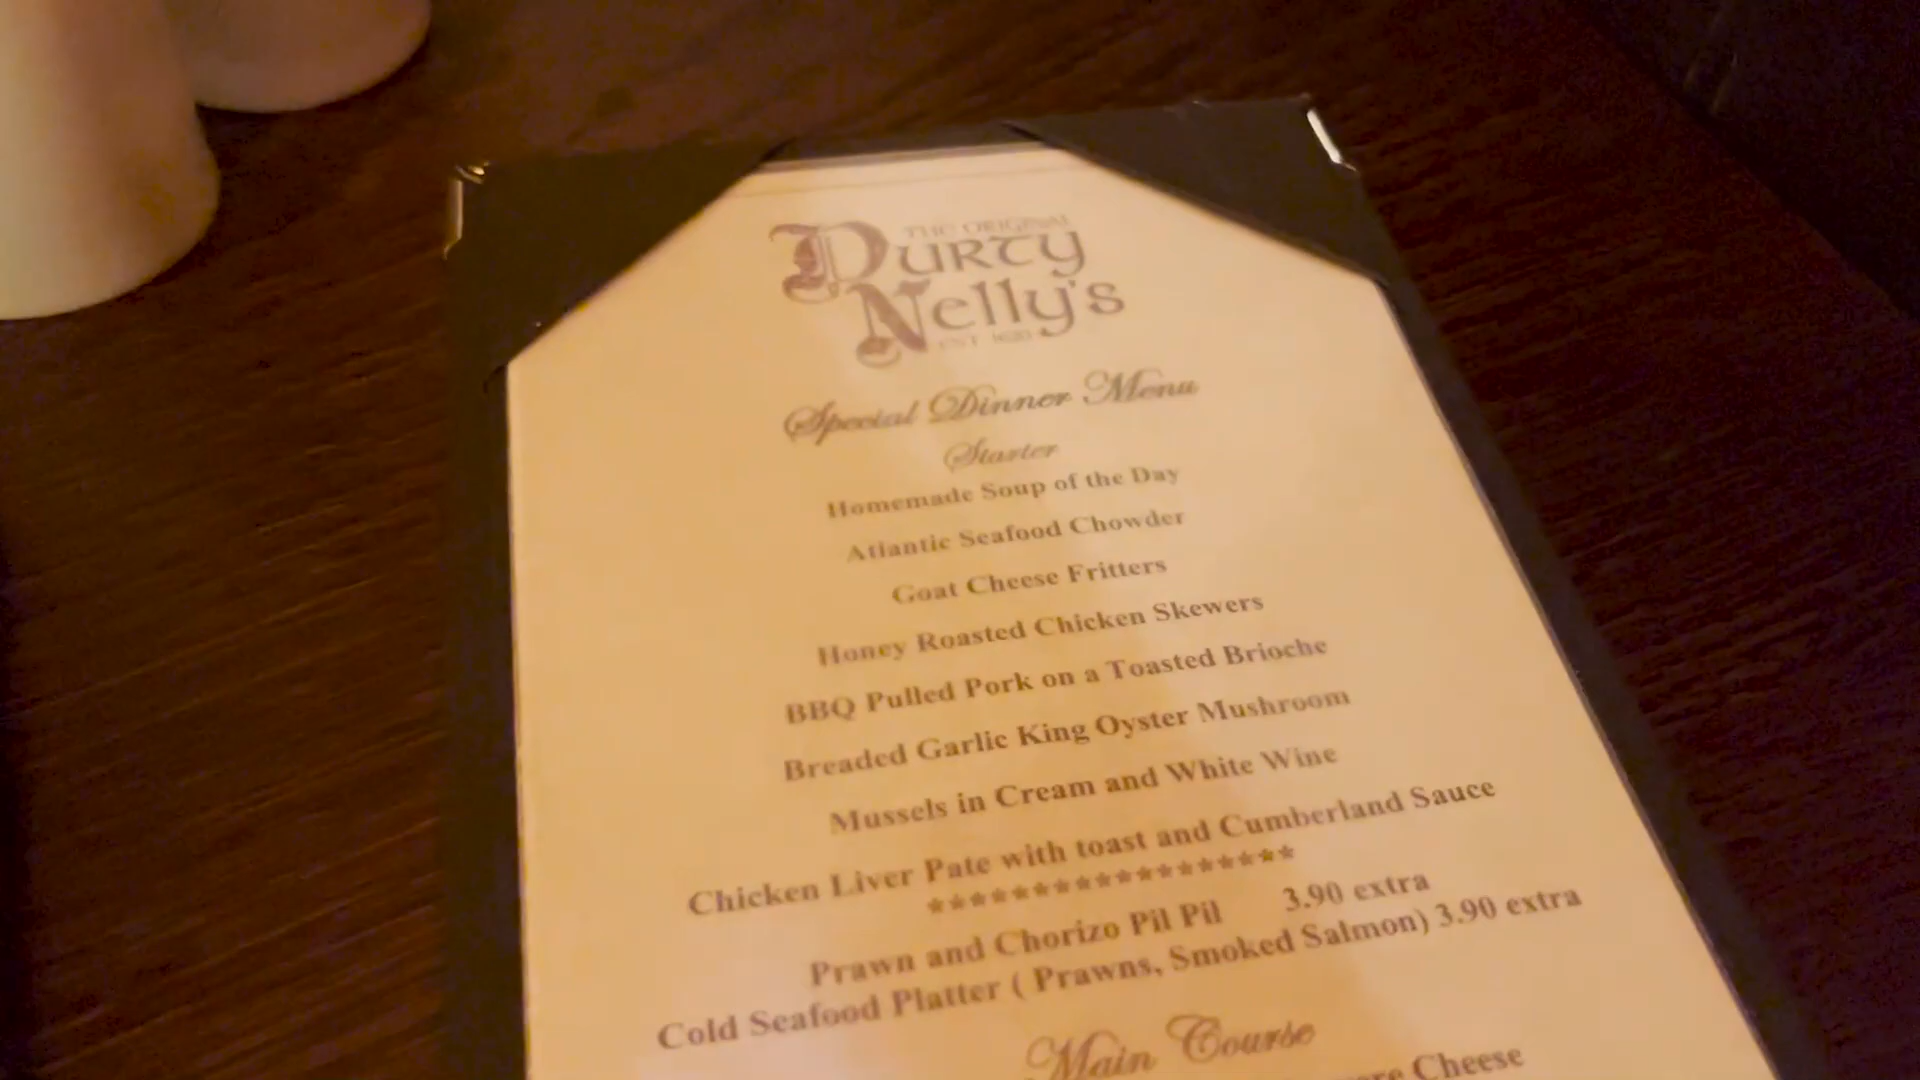 THE ORIGINAL
Durty
Nelly's
EST 1620
Special Dinner Menu
Starter
Homemade Soup of the Day
Atlantic Seafood Chowder
Goat Cheese Fritters
Honey Roasted Chicken Skewers
BBQ Pulled Pork on a Toasted Brioche
Breaded Garlic King Oyster Mushroom
Mussels in Cream and White Wine
Chicken Liver Pate with toast and Cumberland Sauce
******************
Prawn and Chorizo Pil Pil 3.90 extra
Cold Seafood Platter ( Prawns, Smoked Salmon) 3.90 extra
Main Course
Cheese